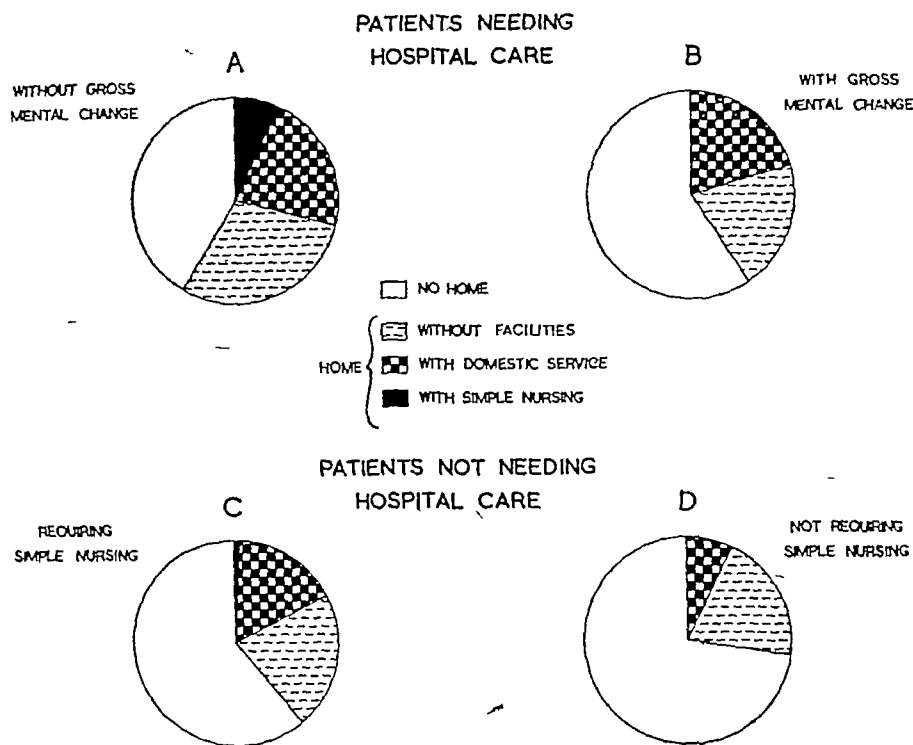 PATIENTS NEEDING
HOSPITAL CARE
A
B
WITHOUT GROSS
MENTAL CHANGE
WITH GROSS
MENTAL CHANGE
NO HOME
HOME
WITHOUT FACILITIES
WITH DOMESTIC SERVICE
WITH SIMPLE NURSING
PATIENTS NOT NEEDING
HOSPITAL CARE
C
D
REQUIRING
SIMPLE NURSING
NOT REQUIRING
SIMPLE NURSING